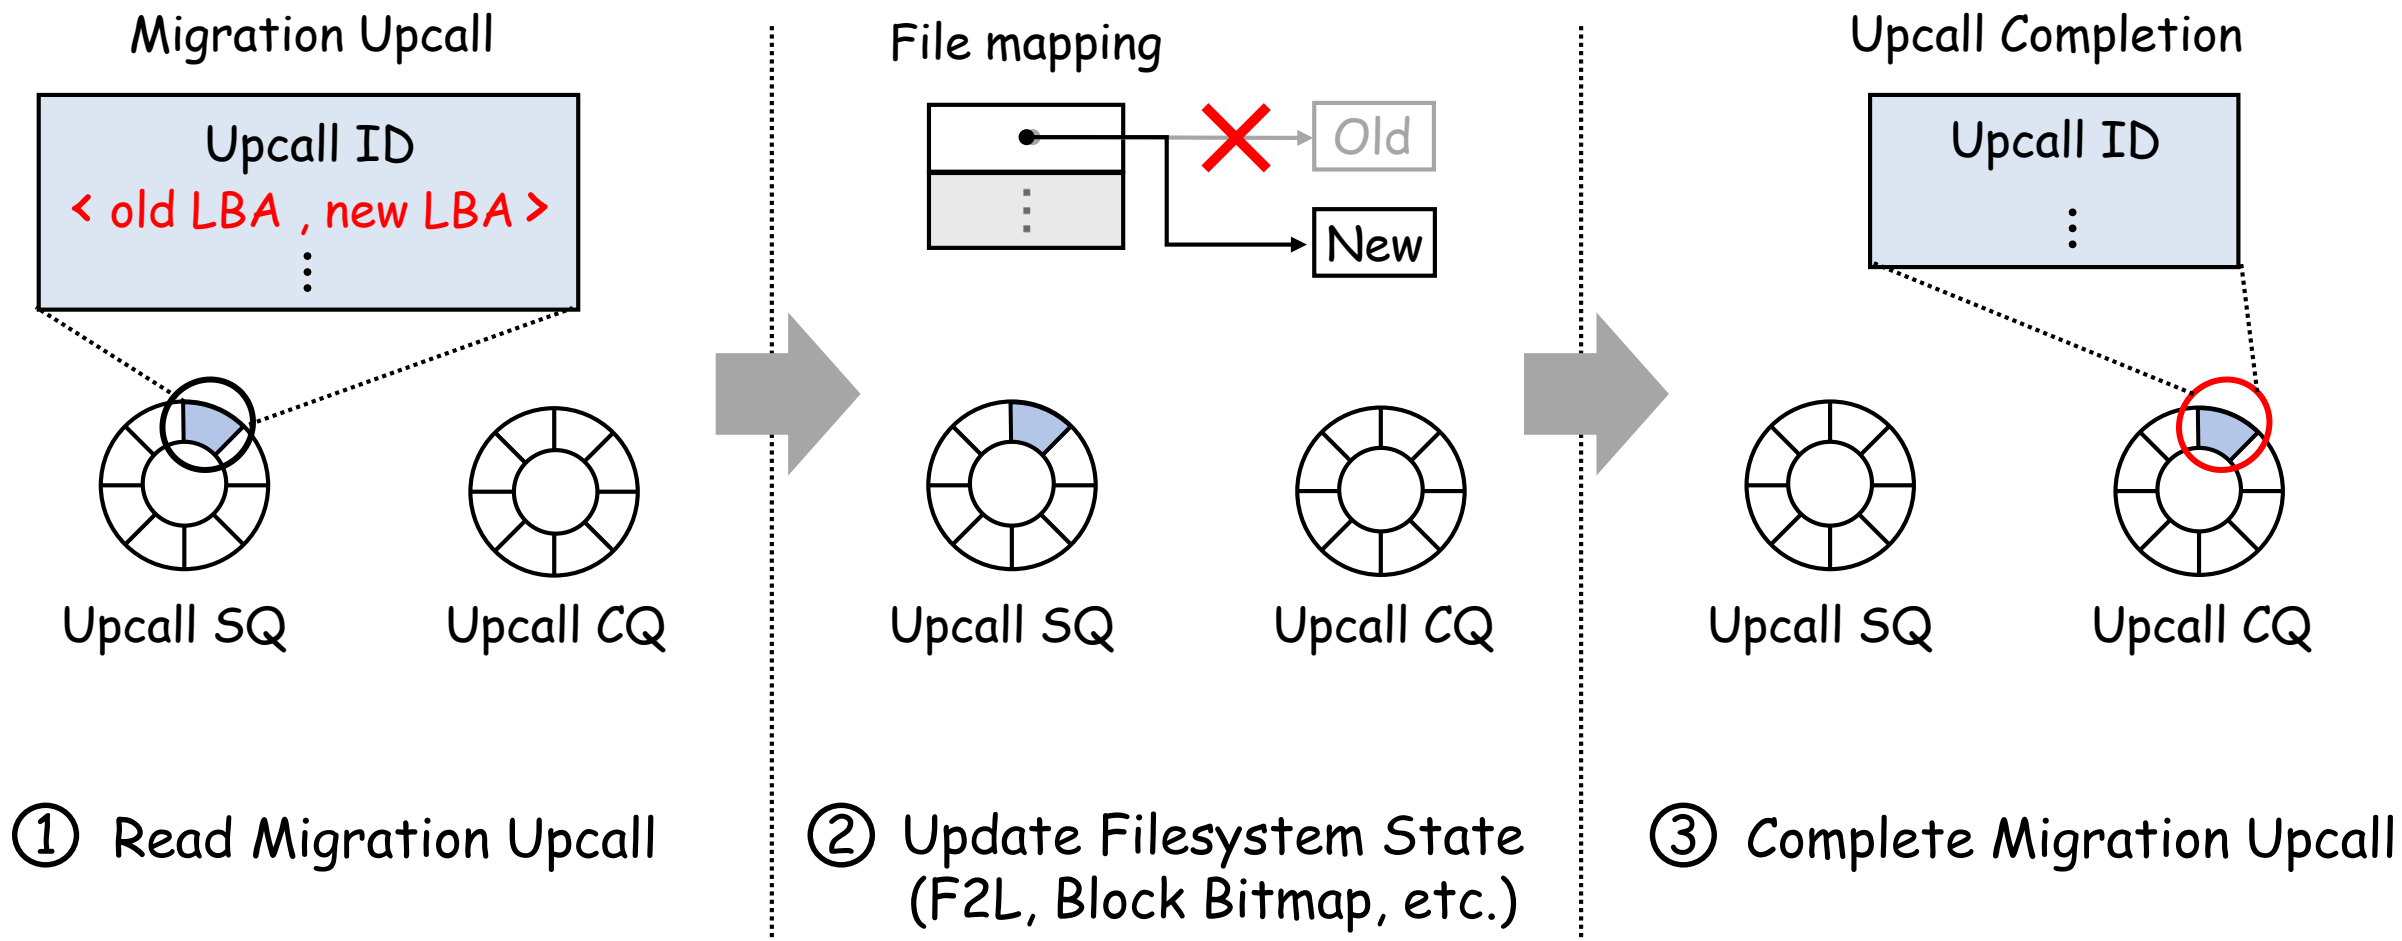 Migration Upcall
Upcall ID
< old LBA , new LBA >
Upcall SQ
Upcall CQ
① Read Migration Upcall
File mapping
Old
New
Upcall SQ
Upcall CQ
② Update Filesystem State
(F2L, Block Bitmap, etc.)
Upcall Completion
Upcall ID
Upcall SQ
Upcall CQ
③ Complete Migration Upcall